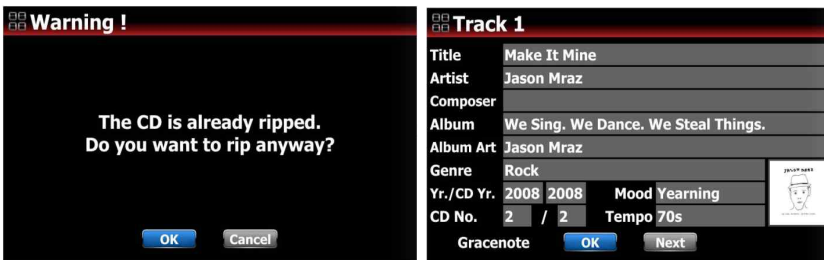 Warning !
The CD is already ripped.
Do you want to rip anyway?
OK Cancel
Track 1
Title Make It Mine
Artist Jason Mraz
Composer
Album We Sing. We Dance. We Steal Things.
Album Art Jason Mraz
Genre Rock
Yr./CD Yr. 2008 2008 Mood Yearning
CD No. 2 / 2 Tempo 70s
Gracenote OK Next
JASON MRAZ